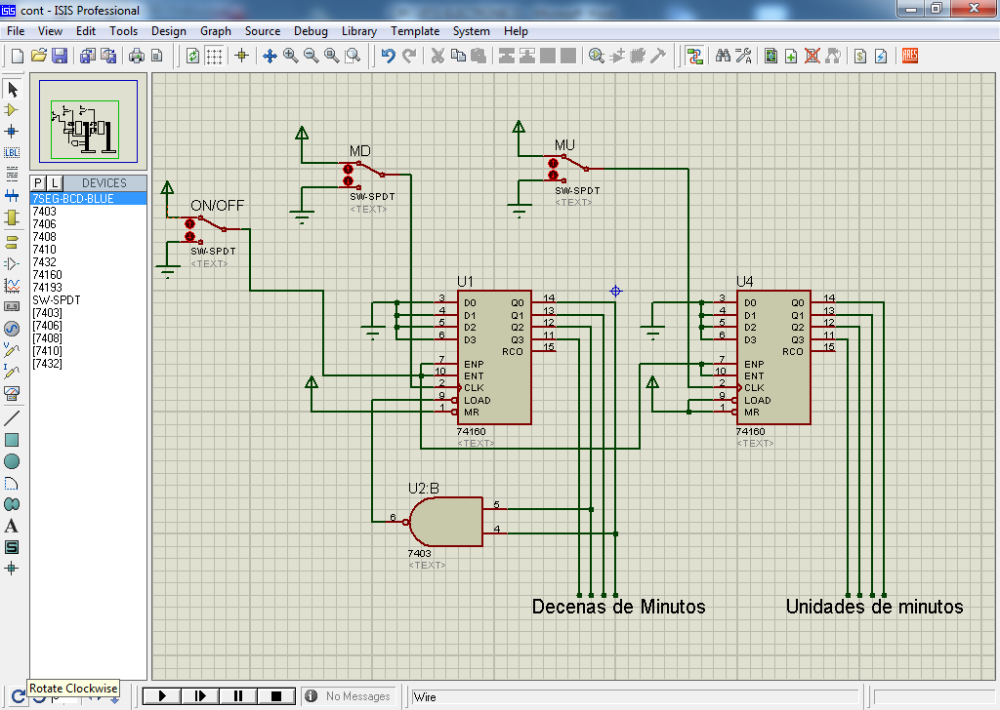 cont - ISIS Professional
File View Edit Tools Design Graph Source Debug Library Template System Help
LBL
ARES
P L DEVICES
7SEG-BCD-BLUE
7403
7406
7408
7410
7432
74160
74193
SW-SPDT
[7403]
[7406]
[7408]
[7410]
[7432]
A
S
ON/OFF
SW-SPDT
<TEXT>
MD
SW-SPDT
<TEXT>
MU
SW-SPDT
<TEXT>
U1
3 D0 Q0 14
4 D1 Q1 13
5 D2 Q2 12
6 D3 Q3 11
RCO 15
7 ENP
10 ENT
2 CLK
9 LOAD
1 MR
74160
<TEXT>
U4
3 D0 Q0 14
4 D1 Q1 13
5 D2 Q2 12
6 D3 Q3 11
RCO 15
7 ENP
10 ENT
2 CLK
9 LOAD
1 MR
74160
<TEXT>
U2:B
6 5
4
7403
<TEXT>
Decenas de Minutos
Unidades de minutos
Rotate Clockwise
No Messages
Wire